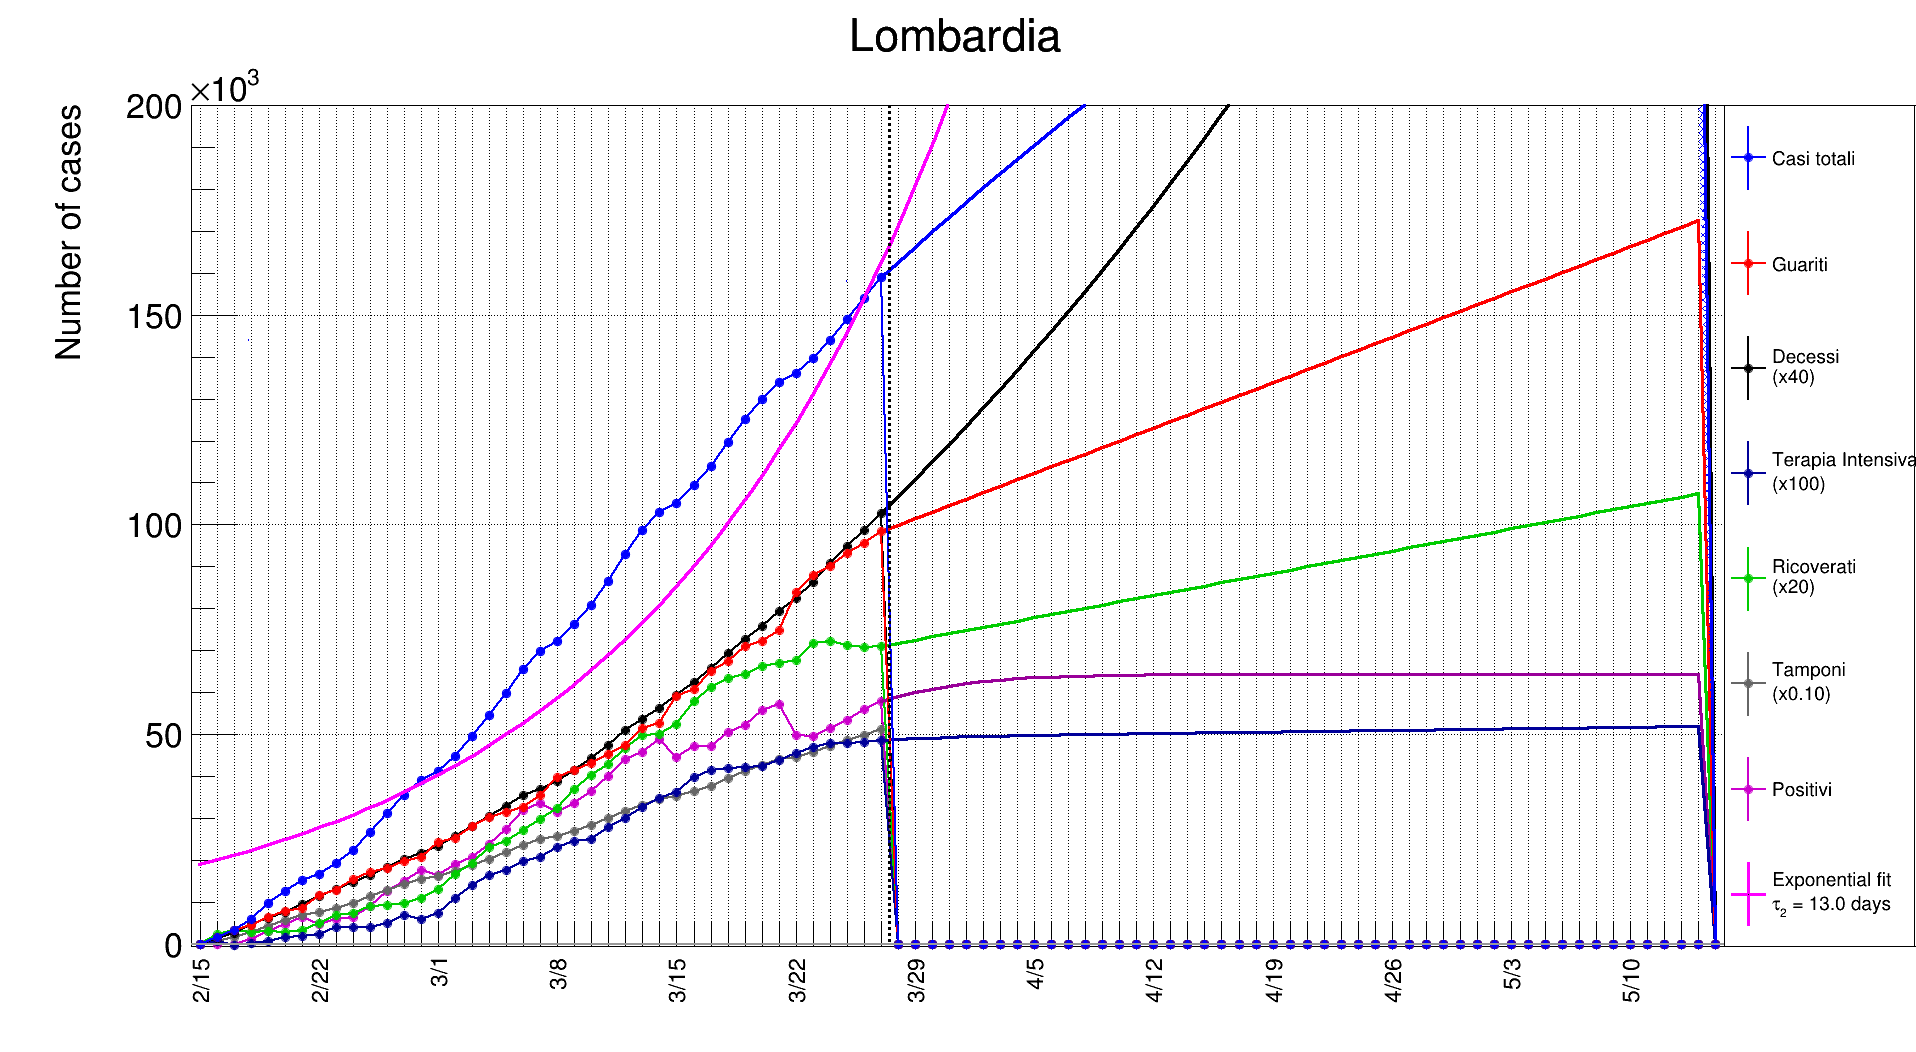 Lombardia
×10³
Number of cases
200
150
100
50
0
2/15
2/22
3/1
3/8
3/15
3/22
3/29
4/5
4/12
4/19
4/26
5/3
5/10
Casi totali
Guariti
Decessi
(x40)
Terapia Intensiva
(x100)
Ricoverati
(x20)
Tamponi
(x0.10)
Positivi
Exponential fit
τ₂ = 13.0 days